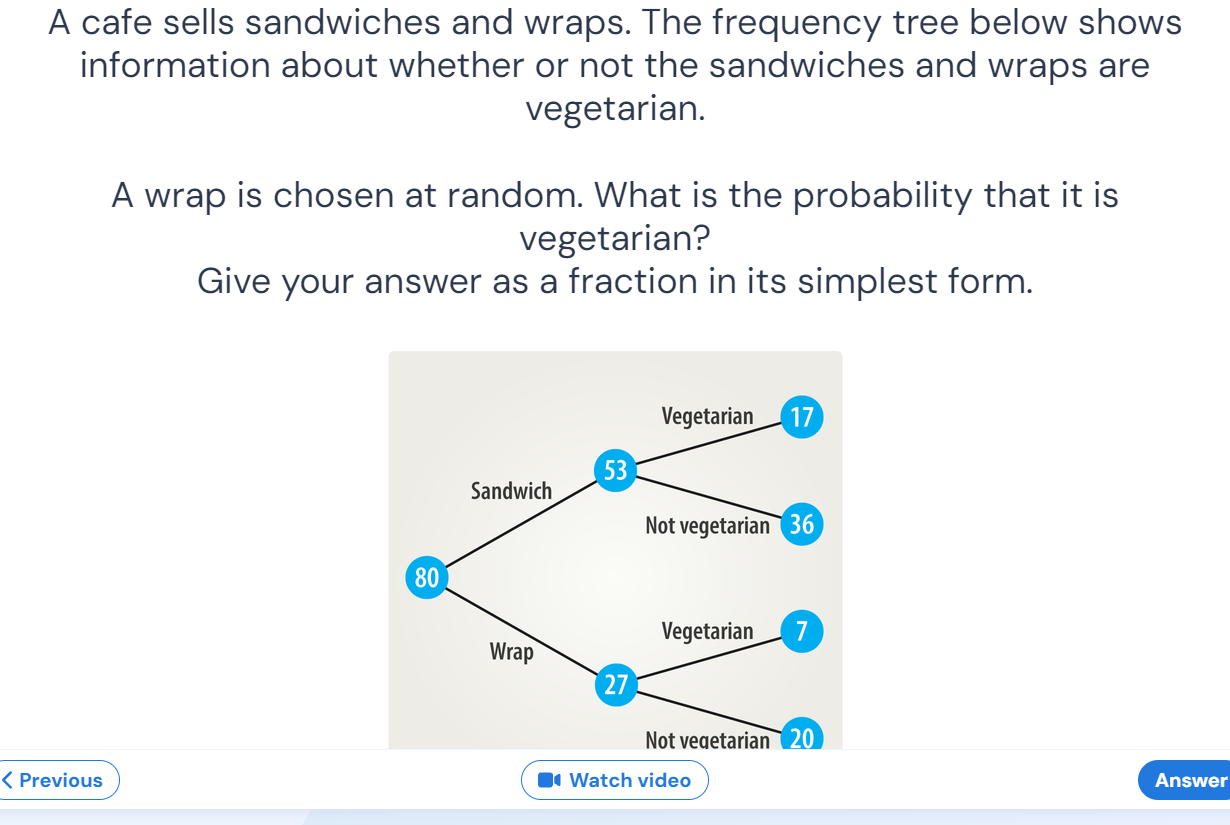 A cafe sells sandwiches and wraps. The frequency tree below shows
information about whether or not the sandwiches and wraps are
vegetarian.
A wrap is chosen at random. What is the probability that it is
vegetarian?
Give your answer as a fraction in its simplest form.
Vegetarian 17
53
Sandwich
Not vegetarian 36
80
Vegetarian 7
Wrap
27
Not vegetarian 20
Previous
Watch video
Answer